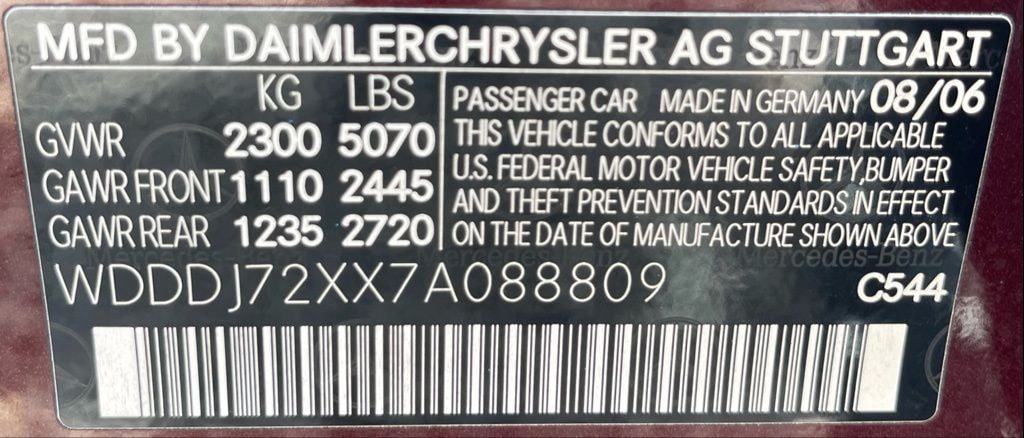 MFD BY DAIMLERCHRYSLER AG STUTTGART
KG LBS
GVWR 2300 5070
GAWR FRONT 1110 2445
GAWR REAR 1235 2720
PASSENGER CAR MADE IN GERMANY 08/06
THIS VEHICLE CONFORMS TO ALL APPLICABLE
U.S. FEDERAL MOTOR VEHICLE SAFETY,BUMPER
AND THEFT PREVENTION STANDARDS IN EFFECT
ON THE DATE OF MANUFACTURE SHOWN ABOVE
Mercedes-Benz
WDDDJ72XX7A088809
C544